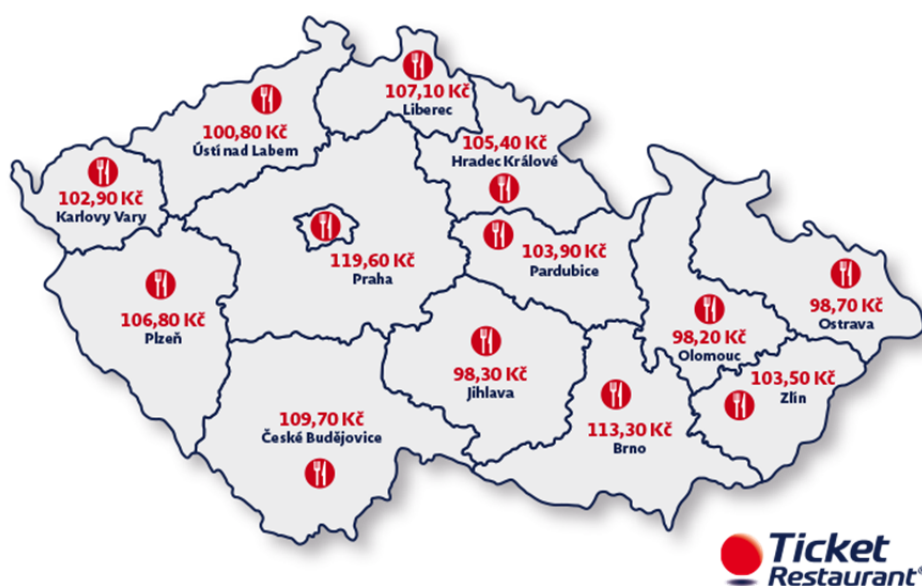 107,10 Kč
Liberec
100,80 Kč
Ústí nad Labem
105,40 Kč
Hradec Králové
102,90 Kč
Karlovy Vary
119,60 Kč
Praha
103,90 Kč
Pardubice
106,80 Kč
Plzeň
98,70 Kč
Ostrava
98,20 Kč
Olomouc
98,30 Kč
Jihlava
103,50 Kč
Zlín
109,70 Kč
České Budějovice
113,30 Kč
Brno
Ticket
Restaurant®